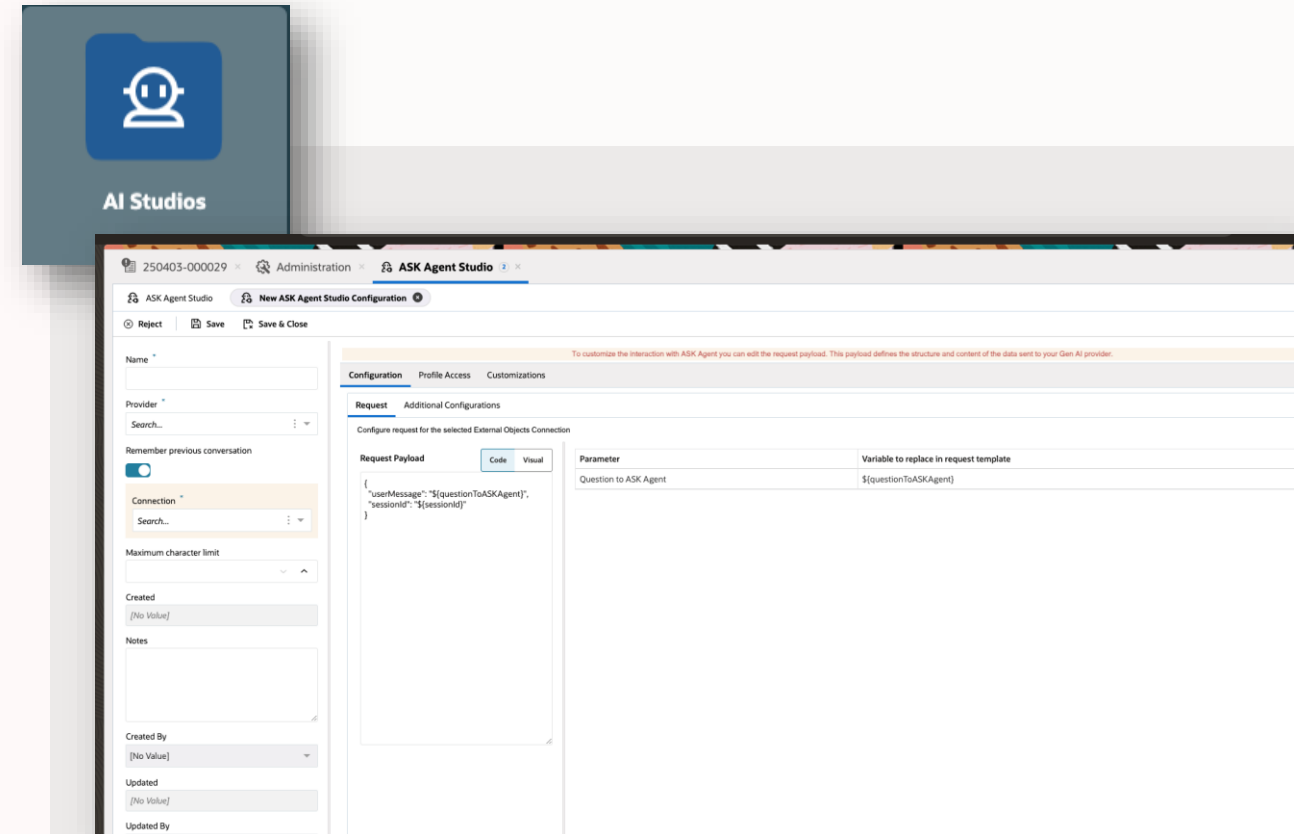 AI Studios
250403-000029 Administration ASK Agent Studio 2
ASK Agent Studio New ASK Agent Studio Configuration
Reject Save Save & Close
To customize the interaction with ASK Agent you can edit the request payload. This payload defines the structure and content of the data sent to your Gen AI provider.
Name *
Provider *
Search...
Remember previous conversation
Connection *
Search...
Maximum character limit
Created
[No Value]
Notes
Created By
[No Value]
Updated
[No Value]
Updated By
Configuration Profile Access Customizations
Request Additional Configurations
Configure request for the selected External Objects Connection
Request Payload Code Visual
{
"userMessage": "${questionToASKAgent}",
"sessionId": "${sessionId}"
}
Parameter Variable to replace in request template
Question to ASK Agent ${questionToASKAgent}